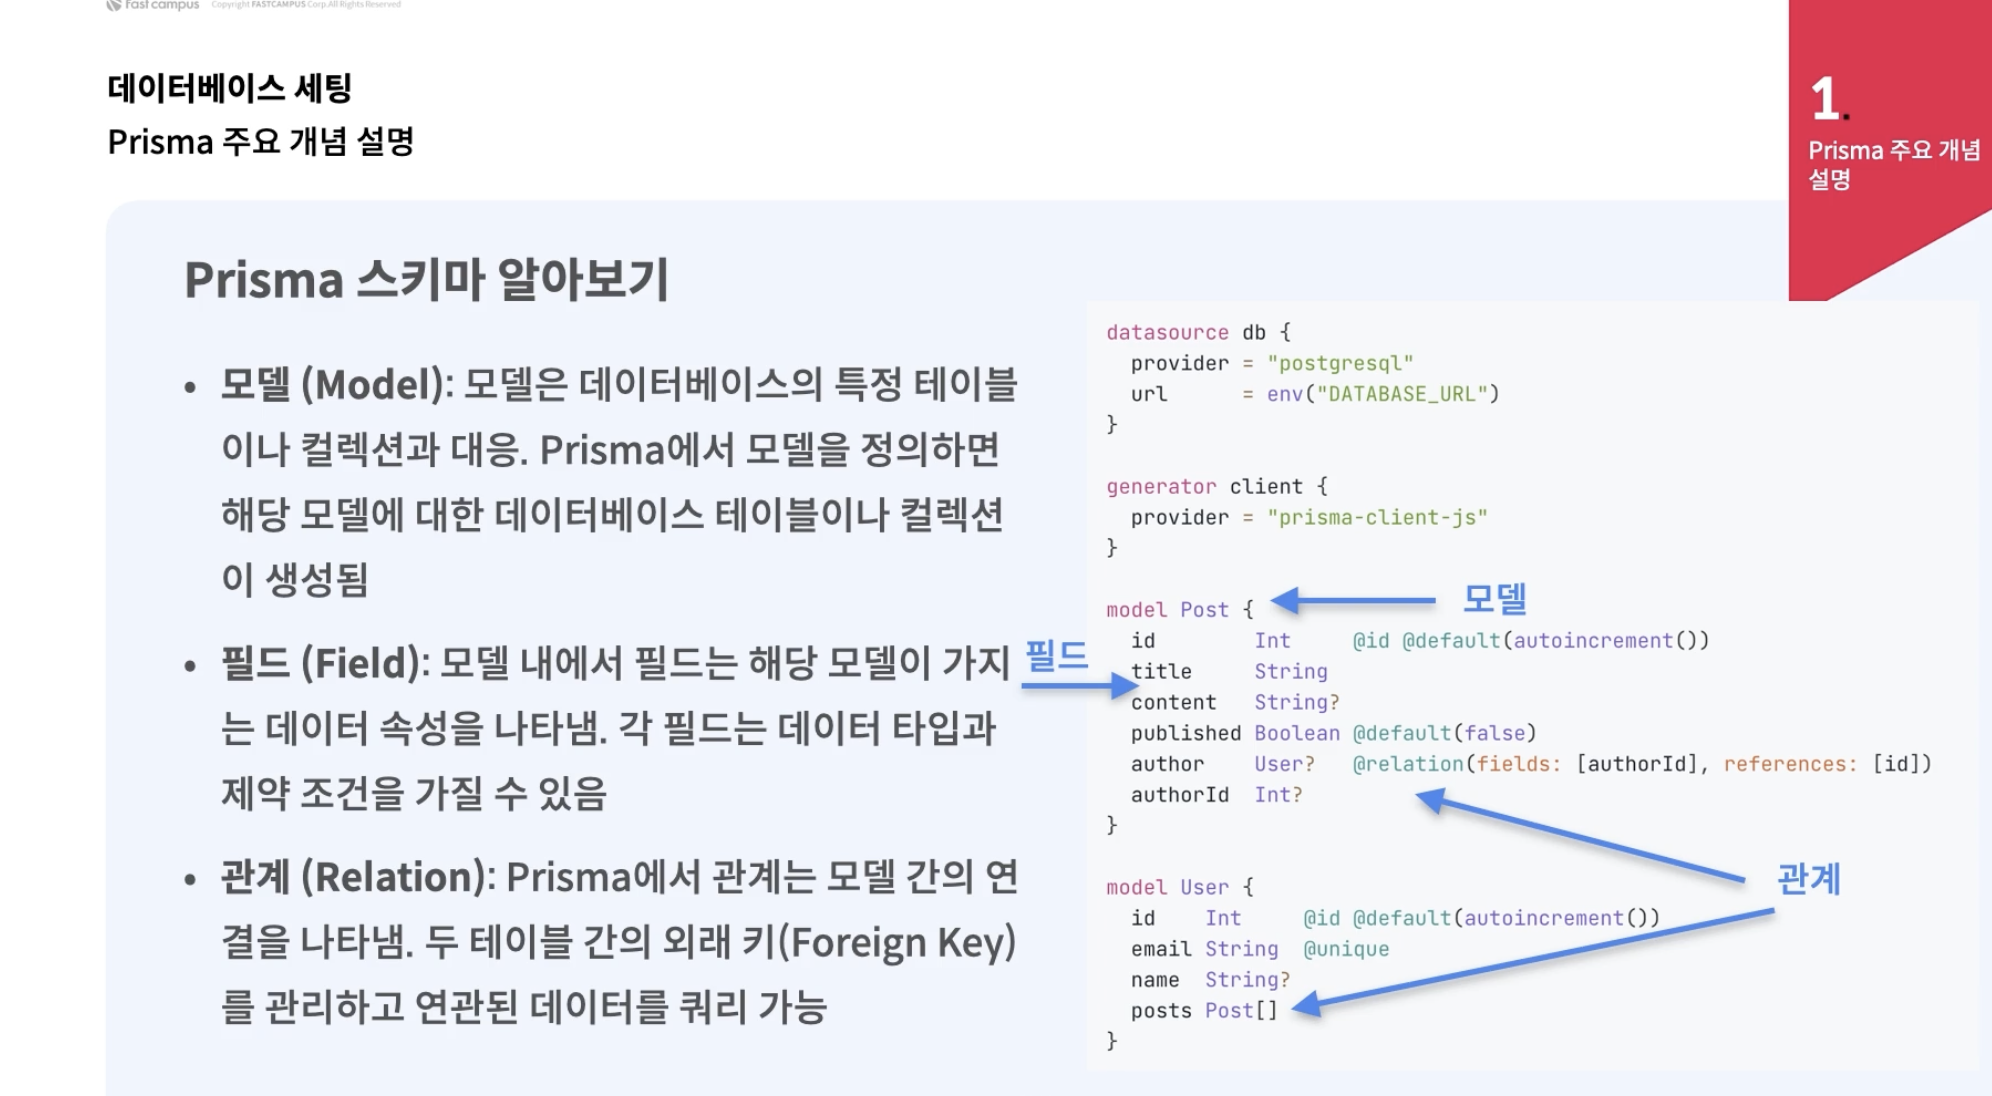 Fast campus Copyright FASTCAMPUS Corp. All Rights Reserved
데이터베이스 세팅
Prisma 주요 개념 설명
1.
Prisma 주요 개념
설명
Prisma 스키마 알아보기
• 모델 (Model): 모델은 데이터베이스의 특정 테이블
이나 컬렉션과 대응. Prisma에서 모델을 정의하면
해당 모델에 대한 데이터베이스 테이블이나 컬렉션
이 생성됨
• 필드 (Field): 모델 내에서 필드는 해당 모델이 가지
는 데이터 속성을 나타냄. 각 필드는 데이터 타입과
제약 조건을 가질 수 있음
• 관계 (Relation): Prisma에서 관계는 모델 간의 연
결을 나타냄. 두 테이블 간의 외래 키(Foreign Key)
를 관리하고 연관된 데이터를 쿼리 가능
datasource db {
  provider = "postgresql"
  url      = env("DATABASE_URL")
}
generator client {
  provider = "prisma-client-js"
}
model Post {
모델
  id        Int     @id @default(autoincrement())
필드
  title     String
  content   String?
  published Boolean @default(false)
  author    User?   @relation(fields: [authorId], references: [id])
  authorId  Int?
}
관계
model User {
  id    Int     @id @default(autoincrement())
  email String  @unique
  name  String?
  posts Post[]
}